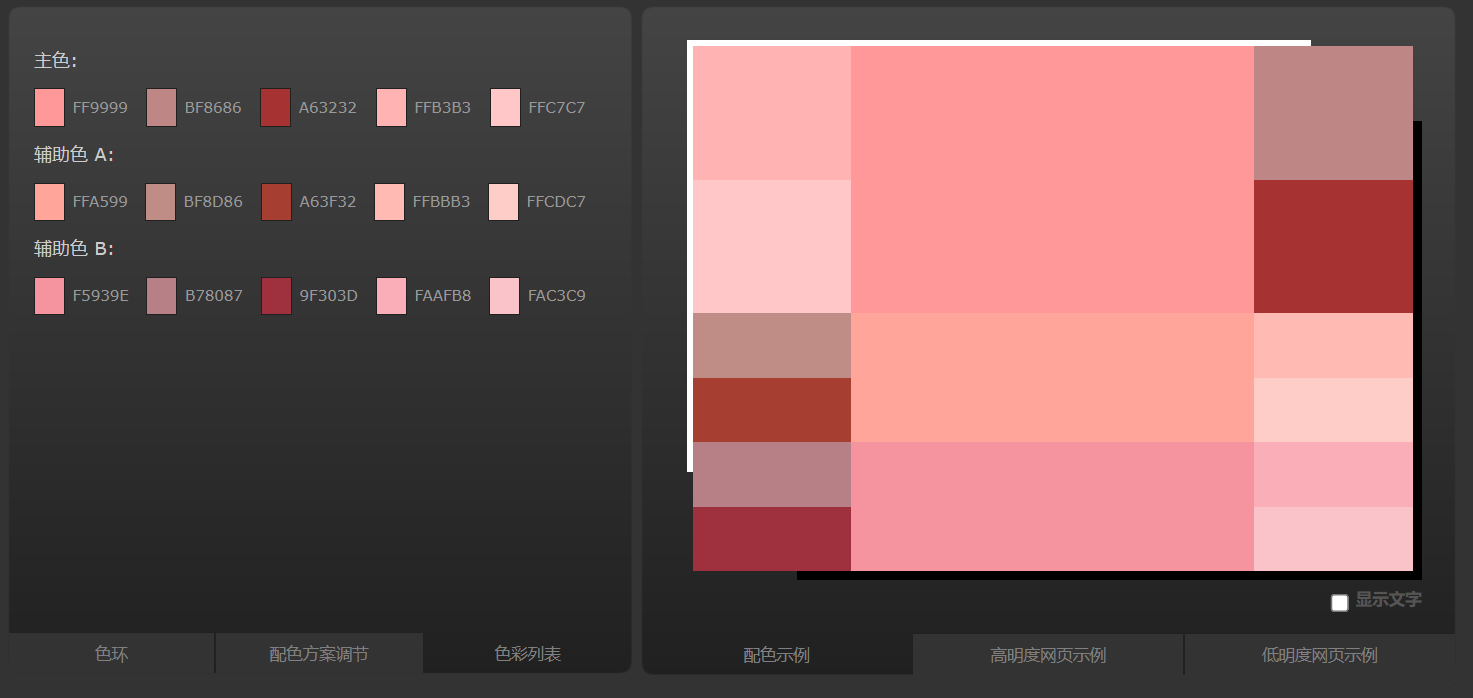 主色:
FF9999 BF8686 A63232 FFB3B3 FFC7C7
辅助色 A:
FFA599 BF8D86 A63F32 FFBBB3 FFCDC7
辅助色 B:
F5939E B78087 9F303D FAAFB8 FAC3C9
色环 配色方案调节 色彩列表
显示文字
配色示例 高明度网页示例 低明度网页示例